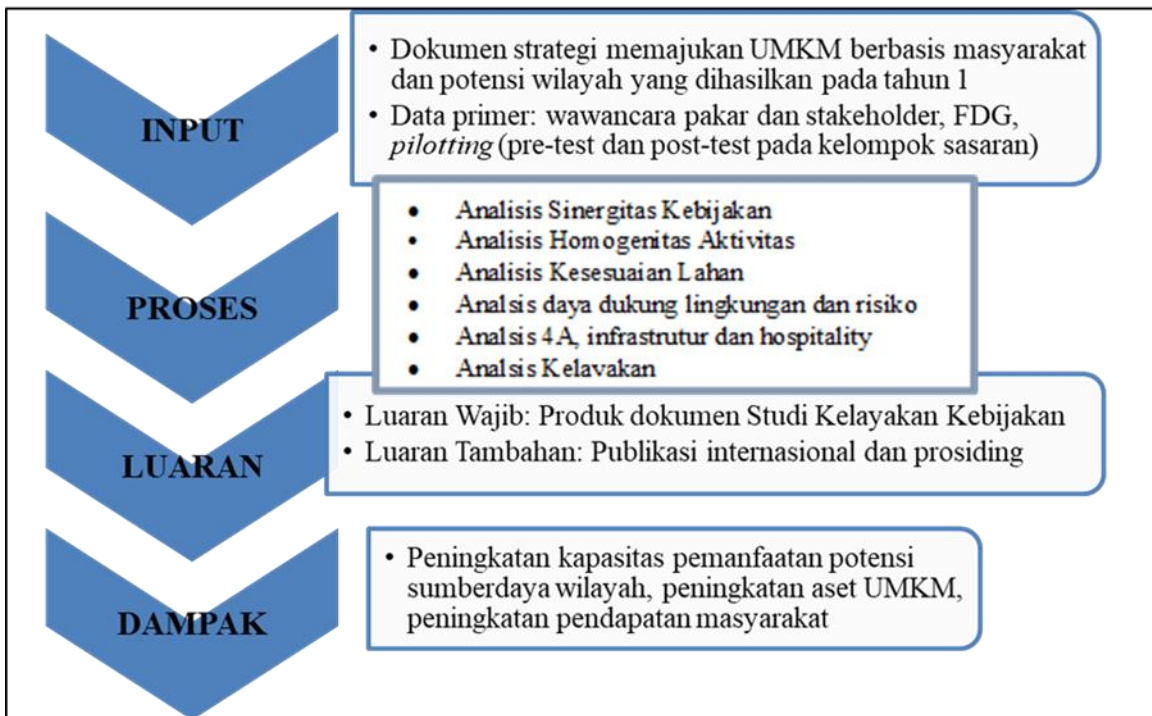 INPUT
• Dokumen strategi memajukan UMKM berbasis masyarakat
dan potensi wilayah yang dihasilkan pada tahun 1
• Data primer: wawancara pakar dan stakeholder, FDG,
pilotting (pre-test dan post-test pada kelompok sasaran)
PROSES
• Analisis Sinergitas Kebijakan
• Analisis Homogenitas Aktivitas
• Analisis Kesesuaian Lahan
• Analsis daya dukung lingkungan dan risiko
• Analsis 4A, infrastrutur dan hospitality
• Analsis Kelavakan
LUARAN
• Luaran Wajib: Produk dokumen Studi Kelayakan Kebijakan
• Luaran Tambahan: Publikasi internasional dan prosiding
DAMPAK
• Peningkatan kapasitas pemanfaatan potensi
sumberdaya wilayah, peningkatan aset UMKM,
peningkatan pendapatan masyarakat